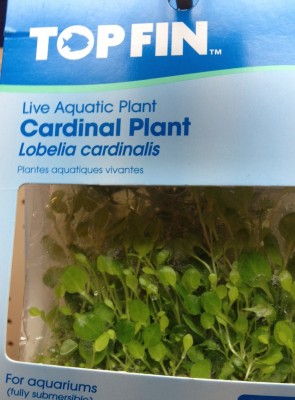 TOPFIN™
Live Aquatic Plant
Cardinal Plant
Lobelia cardinalis
Plantes aquatiques vivantes
For aquariums
(fully submersible)